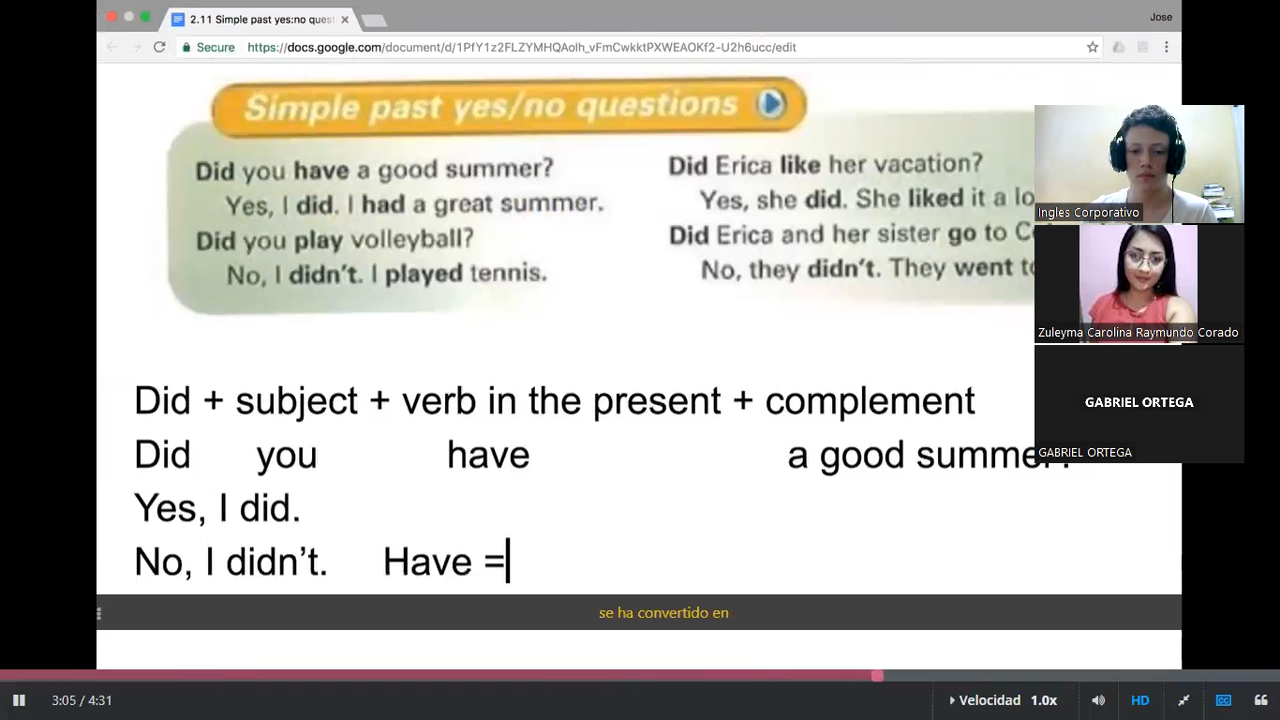 2.11 Simple past yes:no ques
Jose
Secure https://docs.google.com/document/d/1PfY1z2FLZYMHQAolh_vFmCwkktPXWEAOKf2-U2h6ucc/edit
Simple past yes/no questions
Did you have a good summer?
Yes, I did. I had a great summer.
Did you play volleyball?
No, I didn't. I played tennis.
Did Erica like her vacation?
Yes, she did. She liked it a lo
Did Erica and her sister go to C
No, they didn't. They went to
Ingles Corporativo
Zuleyma Carolina Raymundo Corado
GABRIEL ORTEGA
GABRIEL ORTEGA
Did + subject + verb in the present + complement
Did you have a good summer?
Yes, I did.
No, I didn't. Have =
se ha convertido en
3:05 / 4:31
Velocidad 1.0x
HD
CC